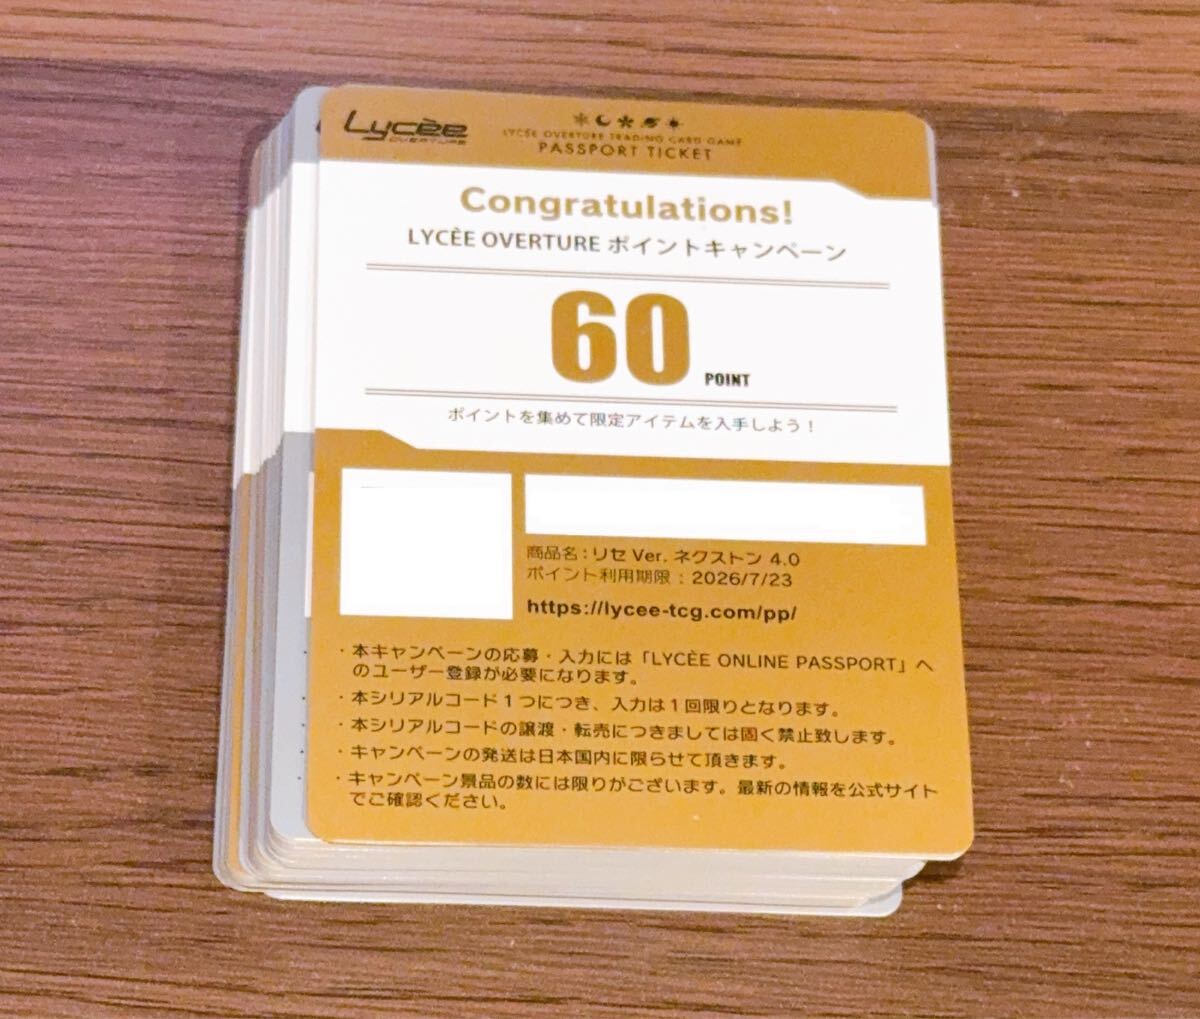 Lycèe
OVERTURE
LYCÈE OVERTURE TRADING CARD GAME
PASSPORT TICKET
Congratulations!
LYCÈE OVERTURE ポイントキャンペーン
60 POINT
ポイントを集めて限定アイテムを入手しよう！
商品名：リセ Ver. ネクストン 4.0
ポイント利用期限：2026/7/23
https://lycee-tcg.com/pp/
・本キャンペーンの応募・入力には「LYCÈE ONLINE PASSPORT」へ
のユーザー登録が必要になります。
・本シリアルコード１つにつき、入力は１回限りとなります。
・本シリアルコードの譲渡・転売につきましては固く禁止致します。
・キャンペーンの発送は日本国内に限らせて頂きます。
・キャンペーン景品の数には限りがございます。最新の情報を公式サイト
でご確認ください。